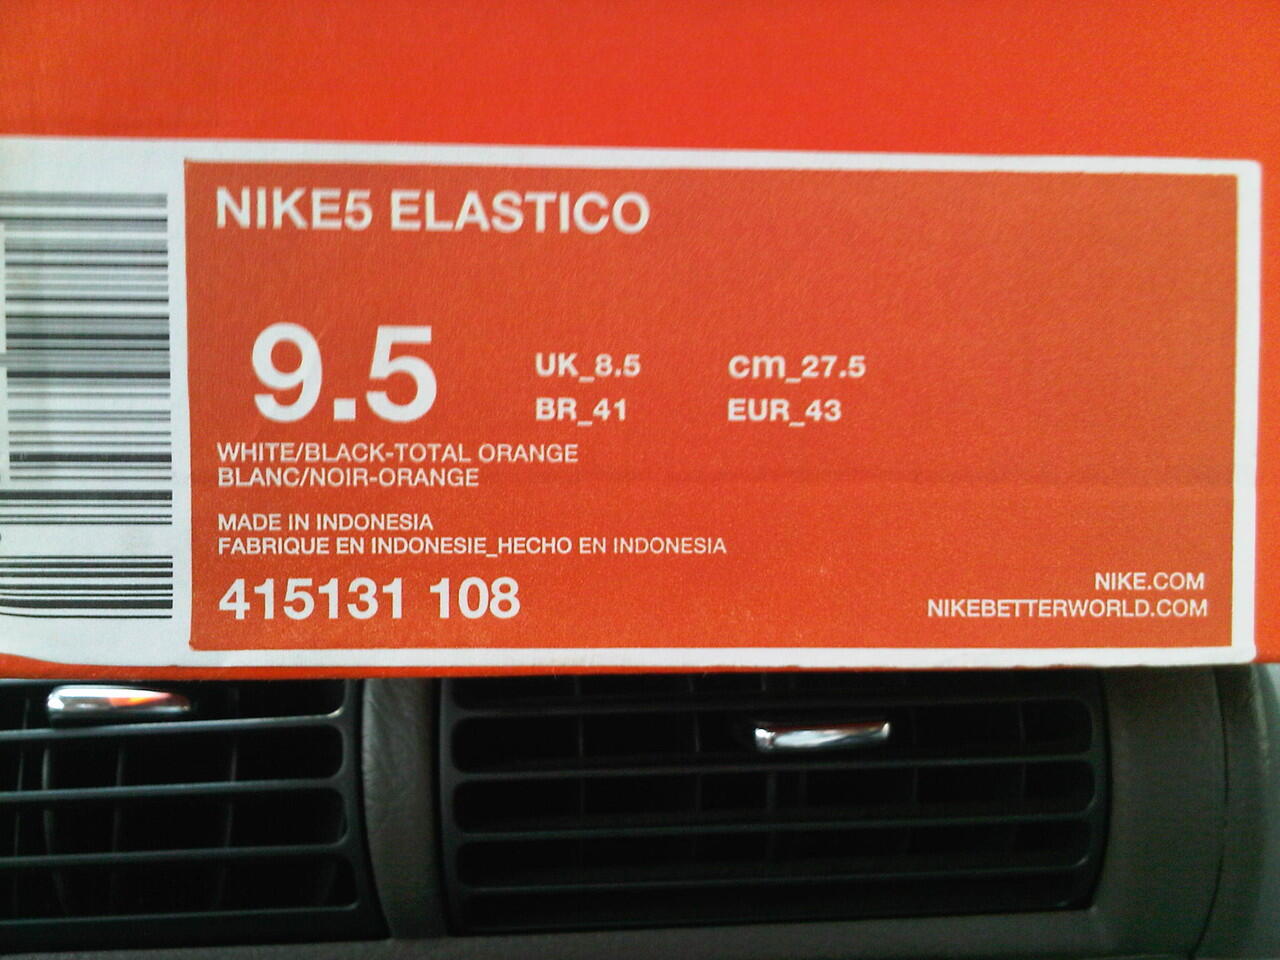 NIKE5 ELASTICO
9.5
UK_8.5 cm_27.5
BR_41 EUR_43
WHITE/BLACK-TOTAL ORANGE
BLANC/NOIR-ORANGE
MADE IN INDONESIA
FABRIQUE EN INDONESIE_HECHO EN INDONESIA
415131 108
NIKE.COM
NIKEBETTERWORLD.COM